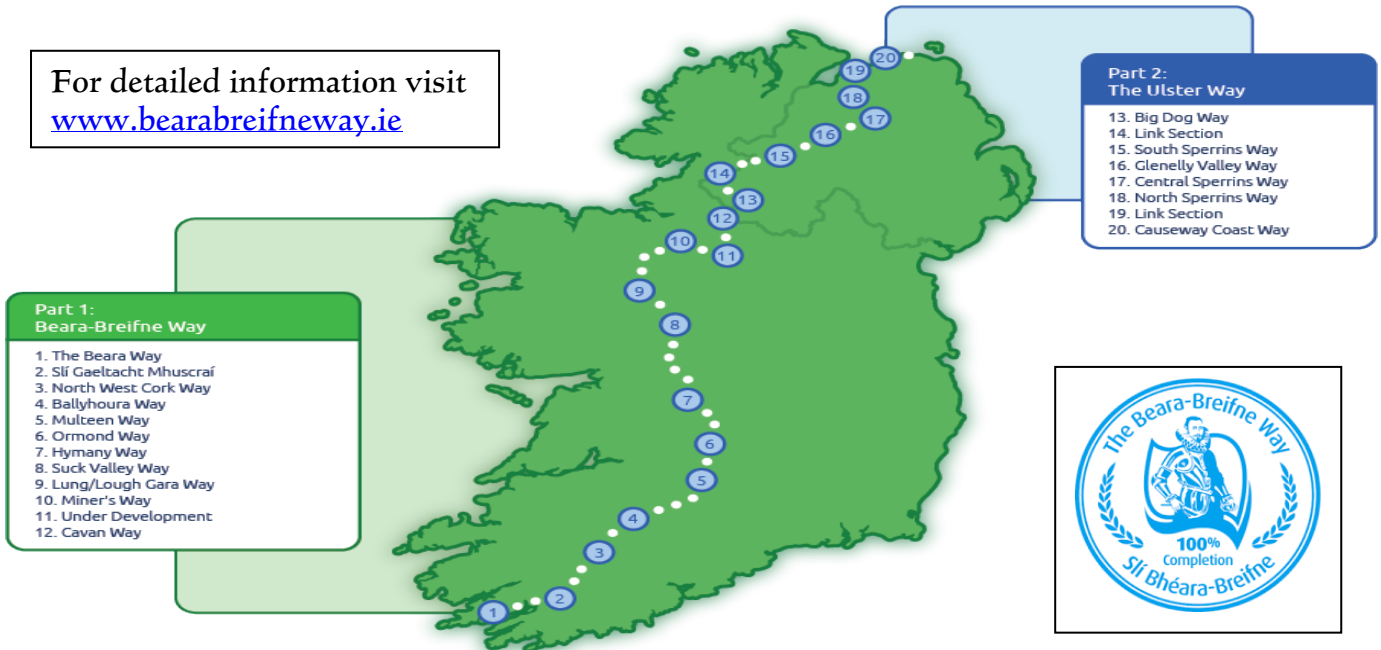 For detailed information visit
www.bearabreifneway.ie
Part 2:
The Ulster Way
13. Big Dog Way
14. Link Section
15. South Sperrins Way
16. Glenelly Valley Way
17. Central Sperrins Way
18. North Sperrins Way
19. Link Section
20. Causeway Coast Way
Part 1:
Beara-Breifne Way
1. The Beara Way
2. Slí Gaeltacht Mhuscraí
3. North West Cork Way
4. Ballyhoura Way
5. Multeen Way
6. Ormond Way
7. Hymany Way
8. Suck Valley Way
9. Lung/Lough Gara Way
10. Miner's Way
11. Under Development
12. Cavan Way
20
19
18
17
16
15
14
13
12
10
11
9
8
7
6
5
4
3
2
1
The Beara-Breifne Way
100%
Completion
Slí Bhéara-Breifne